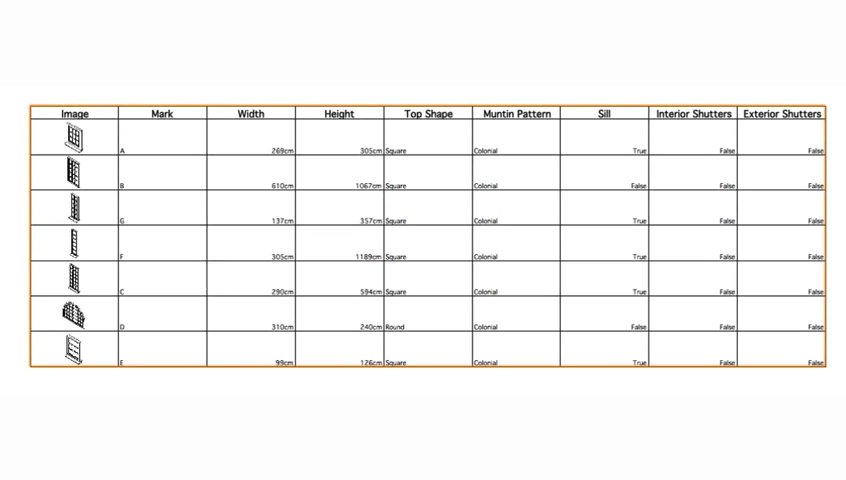 Image Mark Width Height Top Shape Muntin Pattern Sill Interior Shutters Exterior Shutters
A 269cm 305cm Square Colonial True False False
B 610cm 1067cm Square Colonial False False False
G 137cm 357cm Square Colonial True False False
F 305cm 1189cm Square Colonial True False False
C 290cm 594cm Square Colonial True False False
D 310cm 240cm Round Colonial False False False
E 99cm 126cm Square Colonial True False False